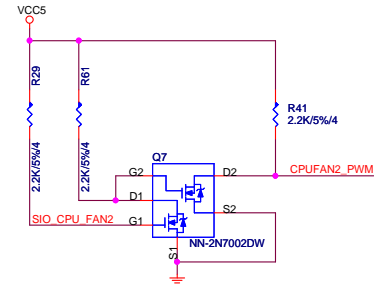 VCC5
R29
2.2K/5%/4
R61
2.2K/5%/4
R41
2.2K/5%/4
Q7
G2
D2
CPUFAN2_PWM
D1
S2
SIO_CPU_FAN2
G1
NN-2N7002DW
S1